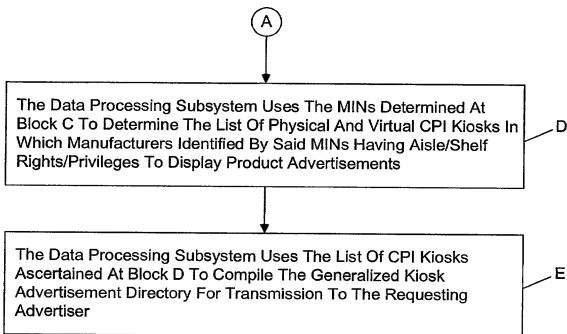 A
The Data Processing Subsystem Uses The MINs Determined At
Block C To Determine The List Of Physical And Virtual CPI Kiosks In
Which Manufacturers Identified By Said MINs Having Aisle/Shelf
Rights/Privileges To Display Product Advertisements
D
The Data Processing Subsystem Uses The List Of CPI Kiosks
Ascertained At Block D To Compile The Generalized Kiosk
Advertisement Directory For Transmission To The Requesting
Advertiser
E